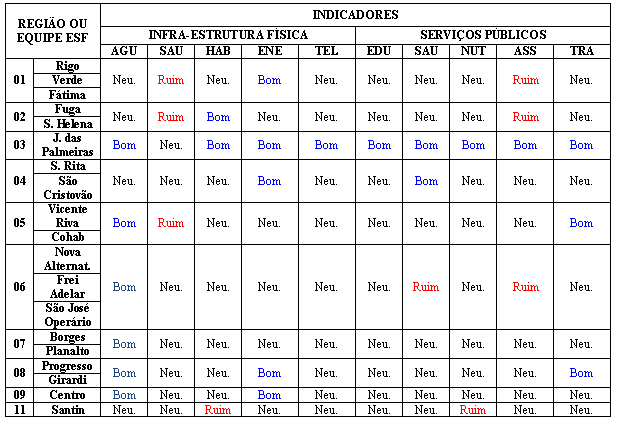 REGIÃO OU EQUIPE ESF INDICADORES
INFRA-ESTRUTURA FÍSICA SERVIÇOS PÚBLICOS
AGU SAU HAB ENE TEL EDU SAU NUT ASS TRA
01 Rigo Verde Fátima Neu. Ruim Neu. Bom Neu. Neu. Neu. Neu. Ruim Neu.
02 Fuga S. Helena Neu. Ruim Bom Neu. Neu. Neu. Neu. Neu. Ruim Neu.
03 J. das Palmeiras Bom Neu. Bom Bom Bom Bom Bom Bom Bom Bom
04 S. Rita São Cristovão Neu. Neu. Neu. Bom Neu. Neu. Bom Neu. Neu. Neu.
05 Vicente Riva Cohab Bom Ruim Neu. Neu. Neu. Neu. Neu. Neu. Neu. Bom
06 Nova Alternat. Frei Adelar São José Operário Bom Neu. Neu. Neu. Neu. Neu. Ruim Neu. Ruim Neu.
07 Borges Planalto Bom Neu. Neu. Neu. Neu. Neu. Neu. Neu. Neu. Neu.
08 Progresso Girardi Bom Neu. Neu. Bom Neu. Neu. Neu. Neu. Neu. Bom
09 Centro Bom Neu. Neu. Bom Neu. Neu. Neu. Neu. Neu. Neu.
11 Santin Neu. Neu. Ruim Neu. Neu. Neu. Neu. Ruim Neu. Neu.